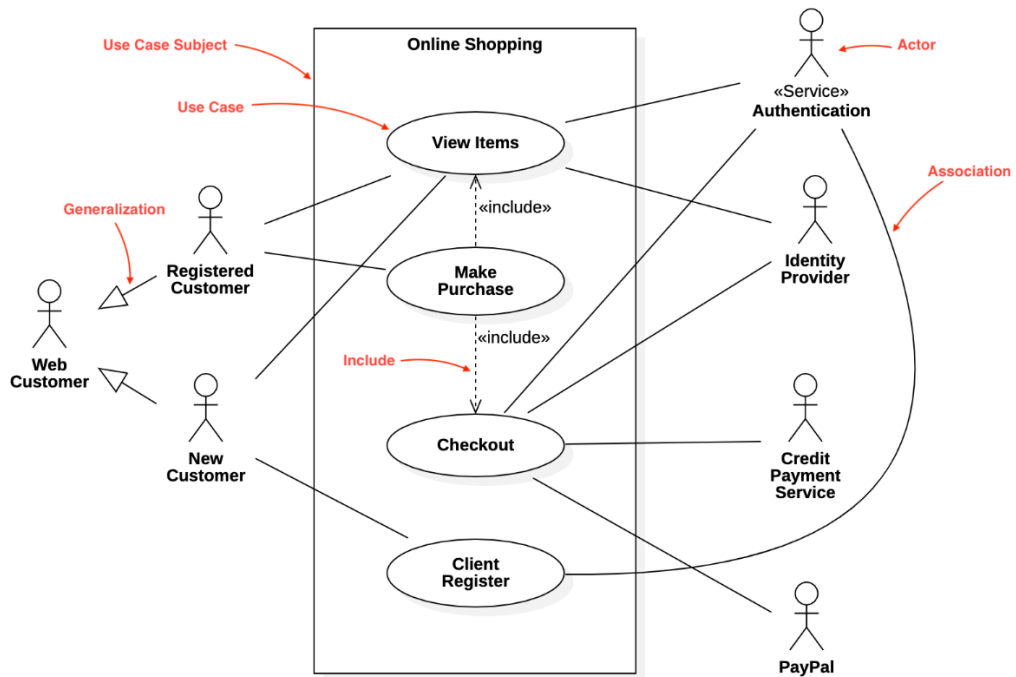 Online Shopping
Use Case Subject
Actor
«Service»
Authentication
Use Case
View Items
Association
Generalization
«include»
Registered
Customer
Identity
Provider
Make
Purchase
«include»
Web
Customer
Include
New
Customer
Checkout
Credit
Payment
Service
Client
Register
PayPal